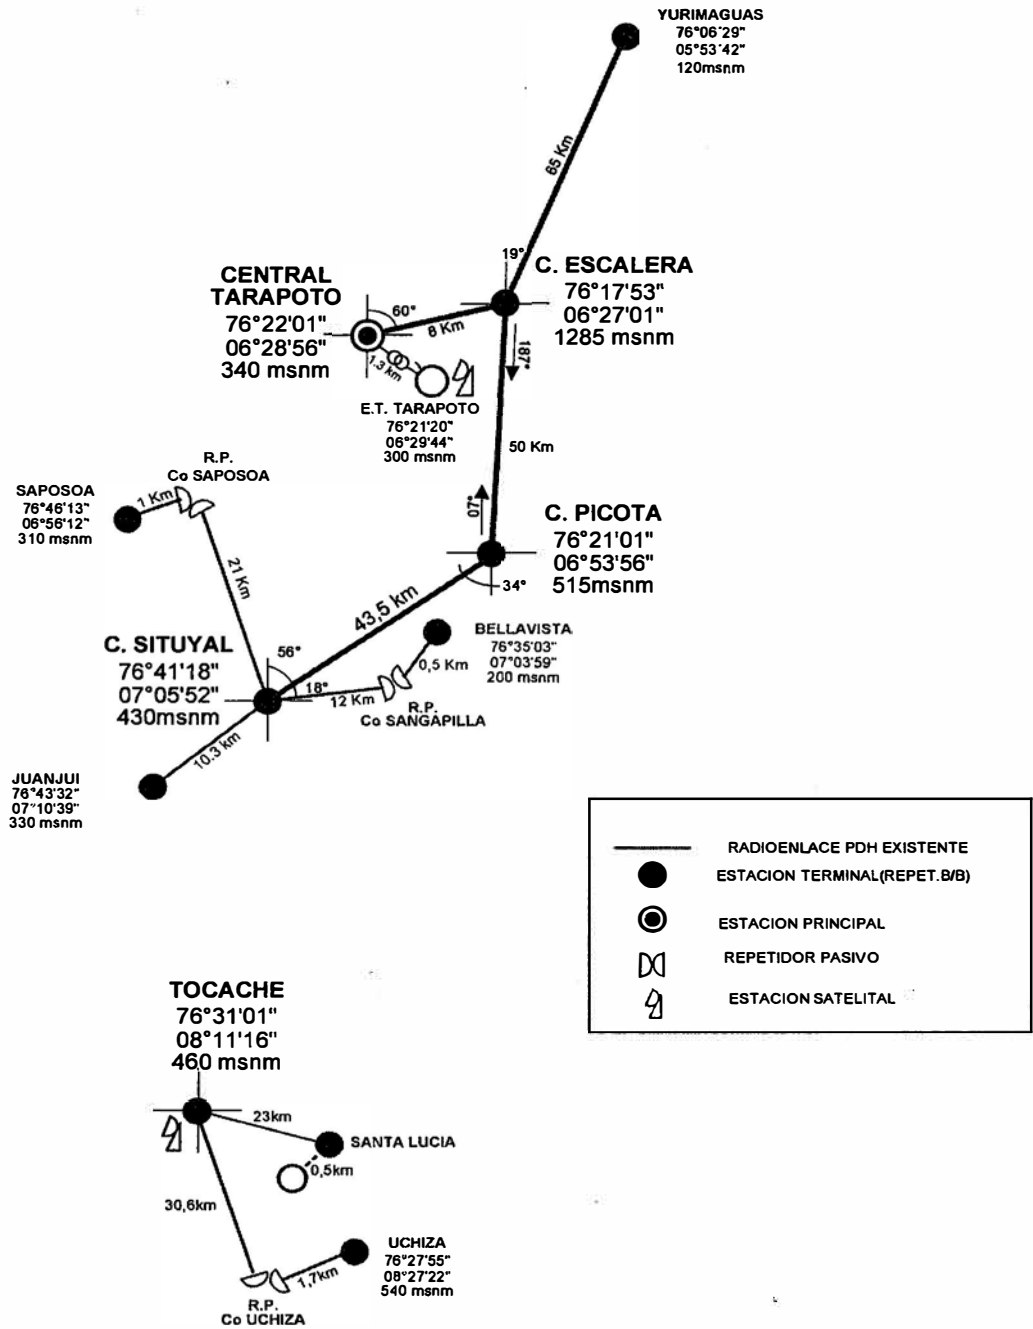 YURIMAGUAS
76°06'29"
05°53'42"
120msnm
65 Km
19°
C. ESCALERA
76°17'53"
06°27'01"
1285 msnm
CENTRAL
TARAPOTO
76°22'01"
06°28'56"
340 msnm
60°
8 Km
187°
1.3 km
E.T. TARAPOTO
76°21'20"
06°29'44"
300 msnm
50 Km
R.P.
Co SAPOSOA
SAPOSOA
76°46'13"
06°56'12"
310 msnm
1 Km
21 Km
07°
C. PICOTA
76°21'01"
06°53'56"
515msnm
34°
43,5 km
C. SITUYAL
76°41'18"
07°05'52"
430msnm
56°
18°
12 Km
BELLAVISTA
76°35'03"
07°03'59"
200 msnm
0,5 Km
R.P.
Co SANGAPILLA
10.3 km
JUANJUI
76°43'32"
07°10'39"
330 msnm
RADIOENLACE PDH EXISTENTE
ESTACION TERMINAL(REPET.B/B)
ESTACION PRINCIPAL
REPETIDOR PASIVO
ESTACION SATELITAL
TOCACHE
76°31'01"
08°11'16"
460 msnm
23km
SANTA LUCIA
0,5km
30,6km
UCHIZA
76°27'55"
08°27'22"
540 msnm
1,7km
R.P.
Co UCHIZA